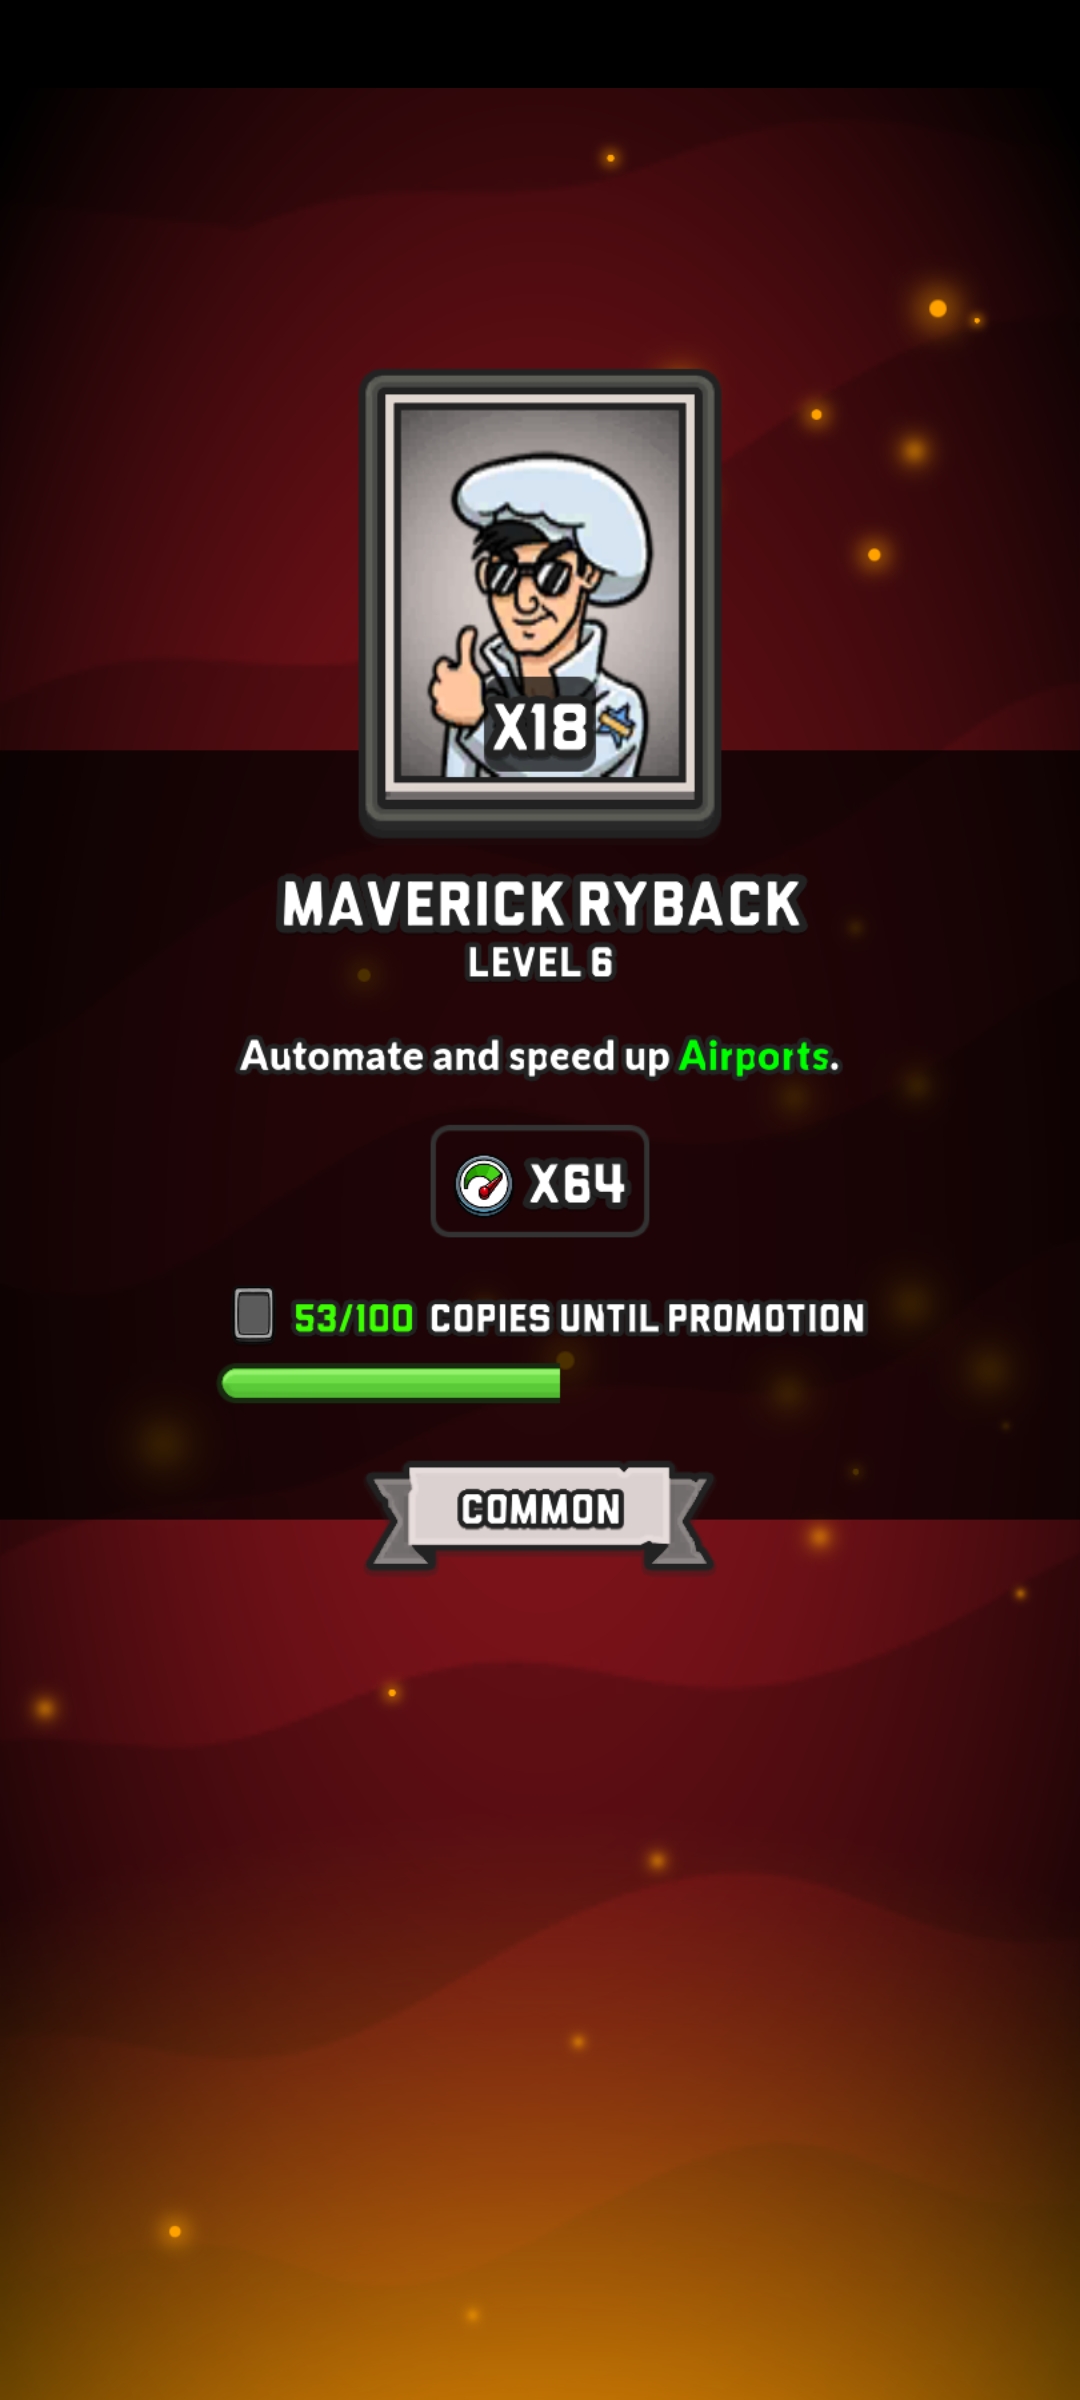 X18
MAVERICK RYBACK
LEVEL 6
Automate and speed up Airports.
X64
53/100 COPIES UNTIL PROMOTION
COMMON